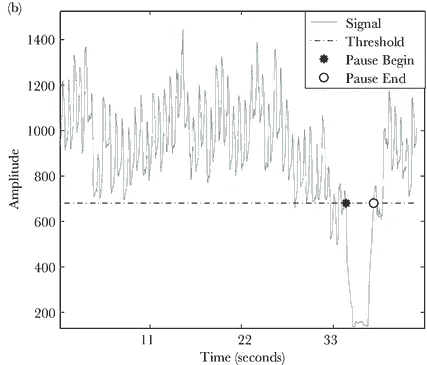 (b)
Signal
Threshold
Pause Begin
Pause End
1400
1200
1000
800
600
400
200
Amplitude
11 22 33
Time (seconds)